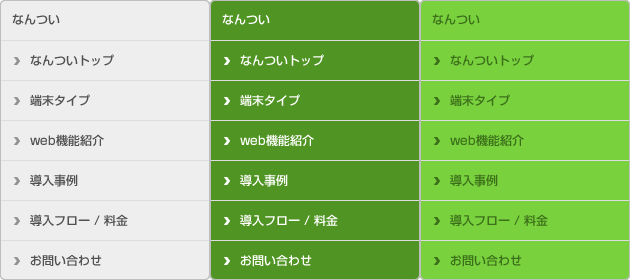 なんつい
なんついトップ
端末タイプ
web機能紹介
導入事例
導入フロー / 料金
お問い合わせ
なんつい
なんついトップ
端末タイプ
web機能紹介
導入事例
導入フロー / 料金
お問い合わせ
なんつい
なんついトップ
端末タイプ
web機能紹介
導入事例
導入フロー / 料金
お問い合わせ